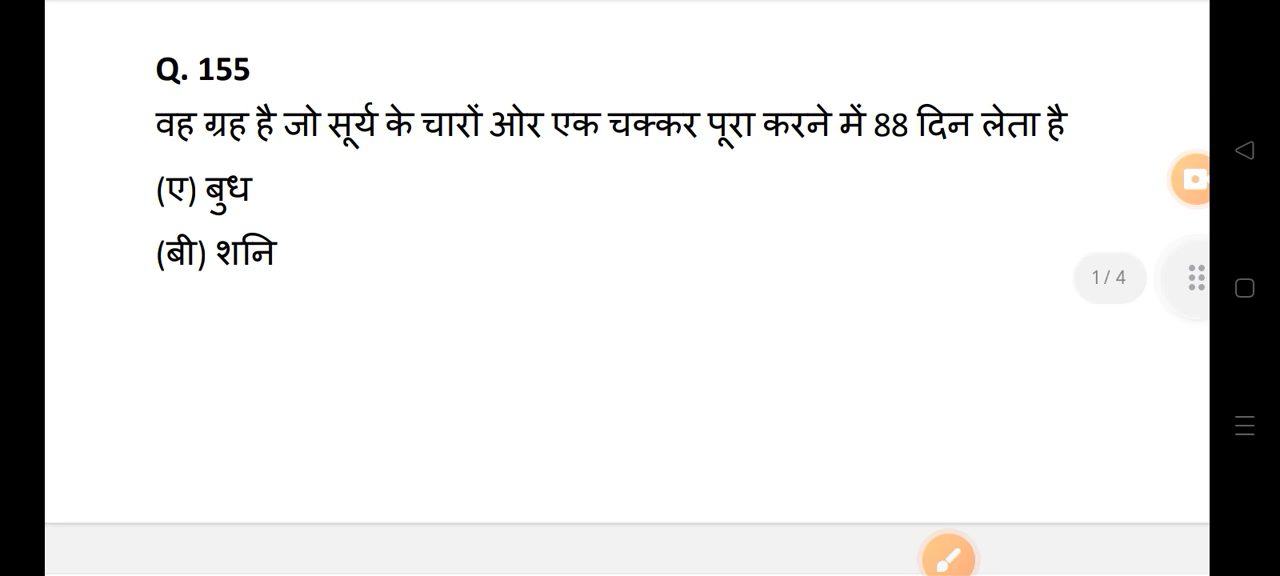 Q. 155
वह ग्रह है जो सूर्य के चारों ओर एक चक्कर पूरा करने में 88 दिन लेता है
(ए) बुध
(बी) शनि
1 / 4